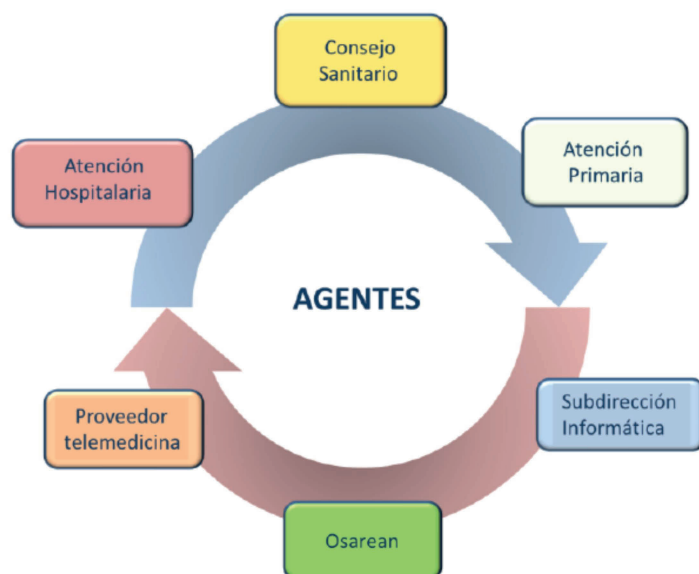 Consejo
Sanitario
Atención
Hospitalaria
Atención
Primaria
AGENTES
Proveedor
telemedicina
Subdirección
Informática
Osarean